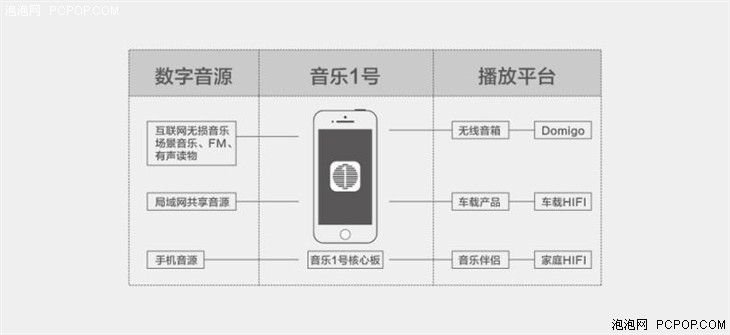 泡泡网 PCPOP.COM
数字音源 音乐1号 播放平台
互联网无损音乐
场景音乐、FM、
有声读物
无线音箱 Domigo
局域网共享音源 车载产品 车载HIFI
手机音源 音乐1号核心板 音乐伴侣 家庭HIFI
泡泡网 PCPOP.COM